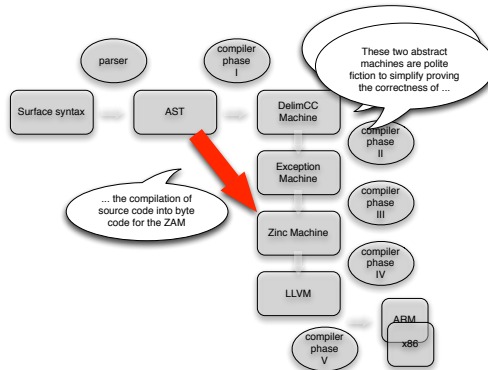 parser
compiler
phase
I
These two abstract
machines are polite
fiction to simplify proving
the correctness of ...
Surface syntax
AST
DelimCC
Machine
compiler
phase
II
Exception
Machine
... the compilation of
source code into byte
code for the ZAM
compiler
phase
III
Zinc Machine
compiler
phase
IV
LLVM
ARM
compiler
phase
V
x86